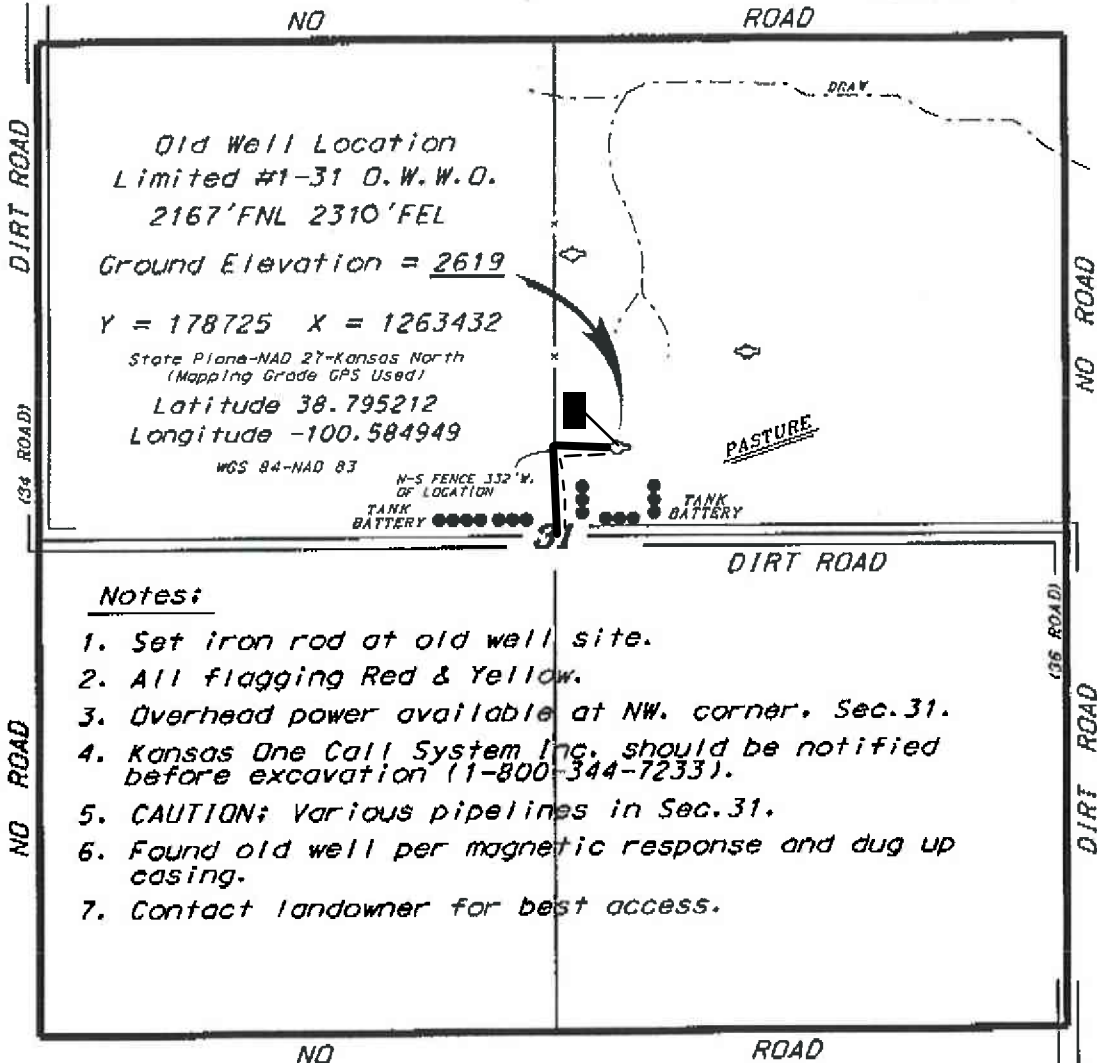 NO ROAD
DRAW
DIRT ROAD
Old Well Location
Limited #1-31 O.W.W.O.
2167'FNL 2310'FEL
Ground Elevation = 2619
Y = 178725 X = 1263432
State Plane-NAD 27-Kansas North
(Mapping Grade GPS Used)
Latitude 38.795212
Longitude -100.584949
WGS 84-NAD 83
NO ROAD
PASTURE
(34 ROAD)
N-S FENCE 332'W.
OF LOCATION
TANK
BATTERY
TANK
BATTERY
31
DIRT ROAD
Notes:
1. Set iron rod at old well site.
2. All flagging Red & Yellow.
3. Overhead power available at NW. corner. Sec.31.
4. Kansas One Call System Inc. should be notified
before excavation (1-800-344-7233).
5. CAUTION: Various pipelines in Sec.31.
6. Found old well per magnetic response and dug up
casing.
7. Contact landowner for best access.
(36 ROAD)
NO ROAD
DIRT ROAD
NO ROAD